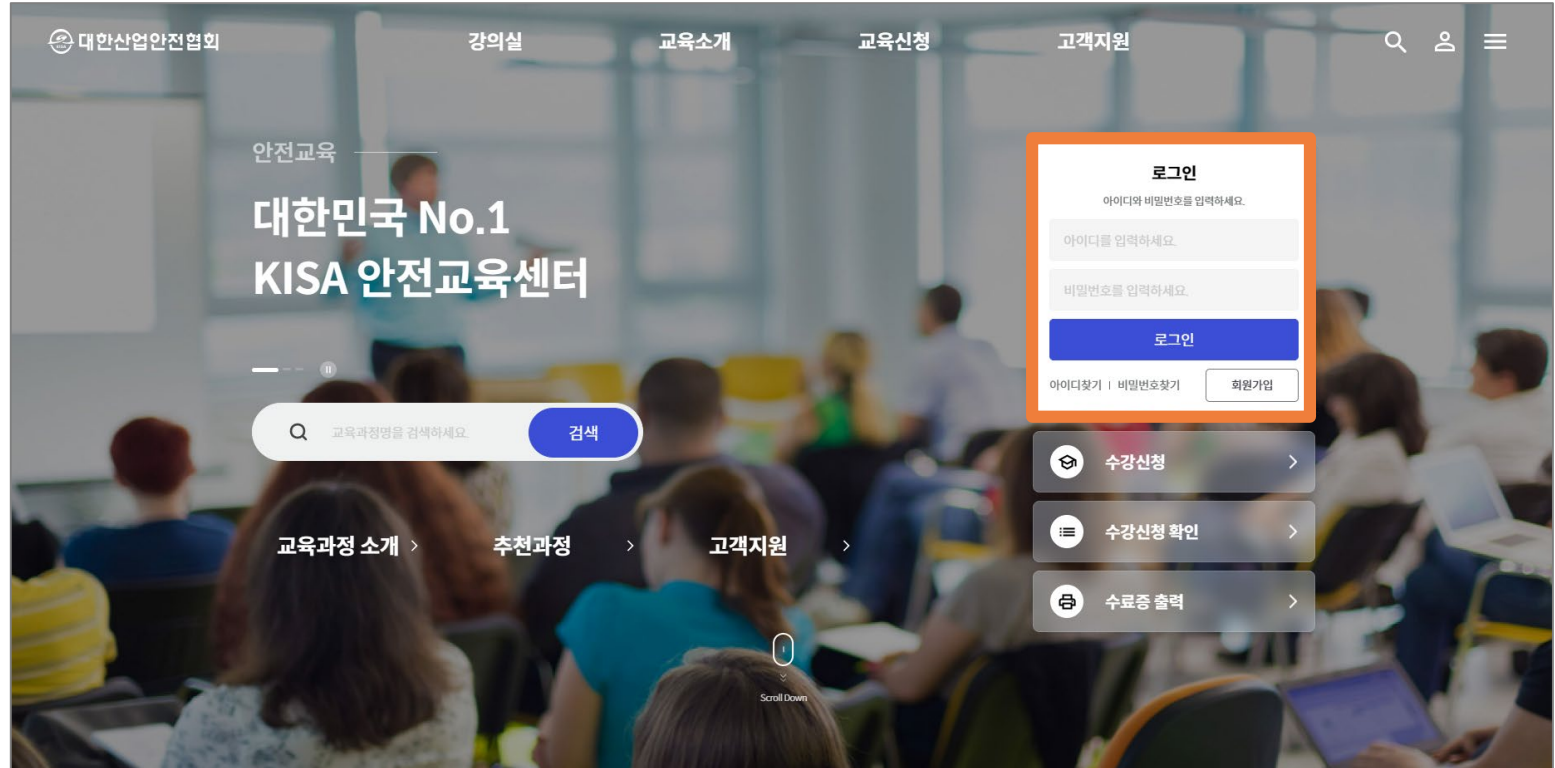 대한산업안전협회
강의실
교육소개
교육신청
고객지원
안전교육
대한민국 No.1
KISA 안전교육센터
교육과정명을 검색하세요.
검색
교육과정 소개
추천과정
고객지원
Scroll Down
로그인
아이디와 비밀번호를 입력하세요.
아이디를 입력하세요.
비밀번호를 입력하세요.
로그인
아이디찾기 | 비밀번호찾기
회원가입
수강신청
수강신청 확인
수료증 출력